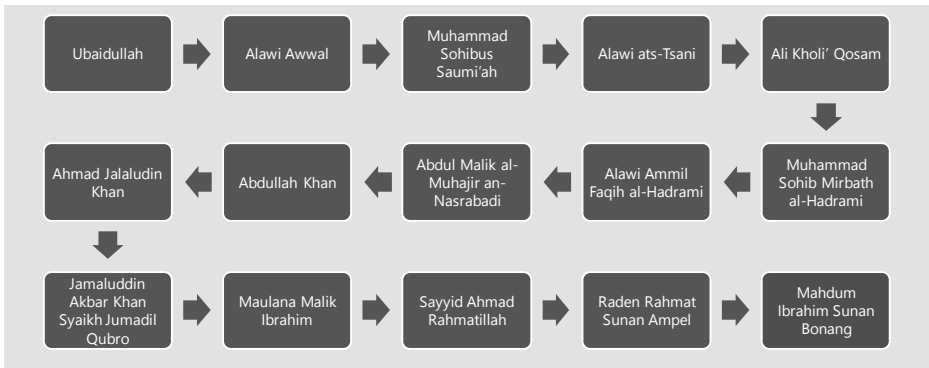 Ubaidullah
Alawi Awwal
Muhammad
Sohibus
Saumi’ah
Alawi ats-Tsani
Ali Kholi’ Qosam
Muhammad
Sohib Mirbath
al-Hadrami
Alawi Ammil
Faqih al-Hadrami
Abdul Malik al-
Muhajir an-
Nasrabadi
Abdullah Khan
Ahmad Jalaludin
Khan
Jamaluddin
Akbar Khan
Syaikh Jumadil
Qubro
Maulana Malik
Ibrahim
Sayyid Ahmad
Rahmatillah
Raden Rahmat
Sunan Ampel
Mahdum
Ibrahim Sunan
Bonang